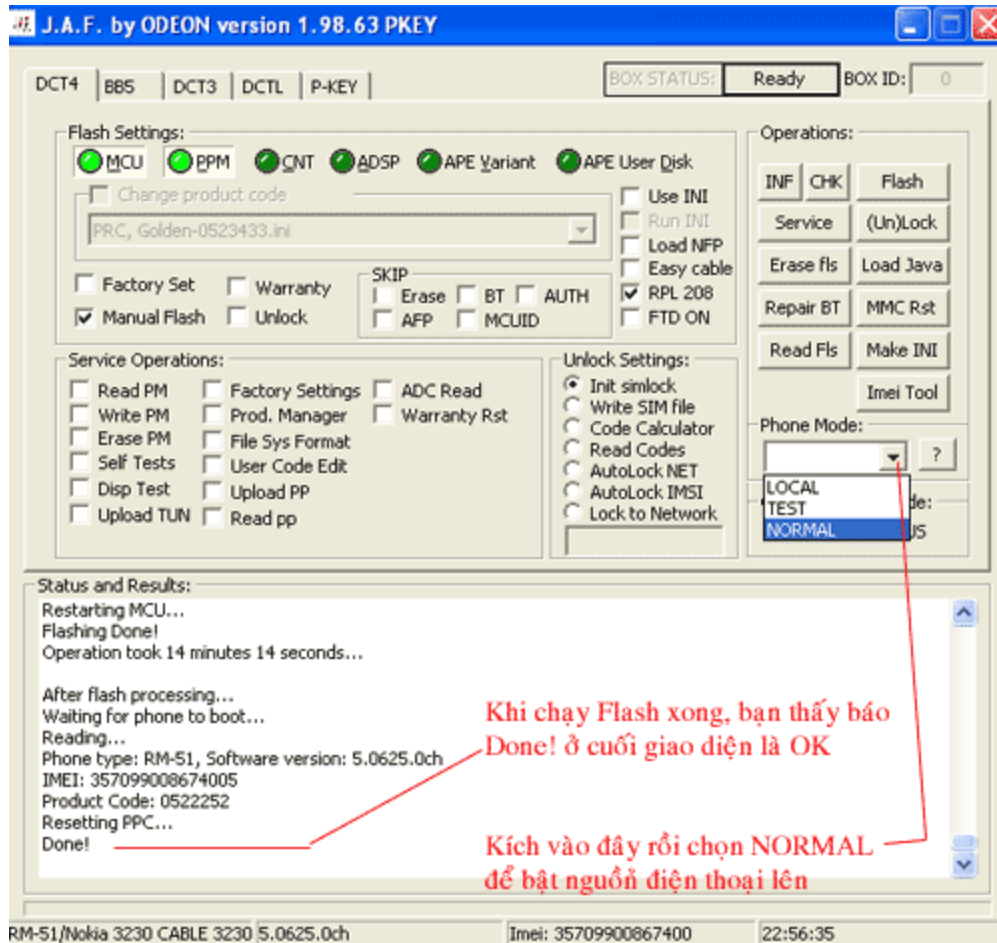 J.A.F. by ODEON version 1.98.63 PKEY
DCT4 BB5 DCT3 DCTL P-KEY
BOX STATUS: Ready BOX ID: 0
Flash Settings:
MCU PPM CNT ADSP APE Variant APE User Disk
Change product code
PRC, Golden-0523433.ini
Use INI
Run INI
Load NFP
Easy cable
RPL 208
FTD ON
Factory Set Warranty
Manual Flash Unlock
SKIP
Erase BT AUTH
AFP MCUID
Operations:
INF CHK Flash
Service (Un)Lock
Erase fls Load Java
Repair BT MMC Rst
Read Fls Make INI
Imei Tool
Service Operations:
Read PM Factory Settings ADC Read
Write PM Prod. Manager Warranty Rst
Erase PM File Sys Format
Self Tests User Code Edit
Disp Test Upload PP
Upload TUN Read pp
Unlock Settings:
Init simlock
Write SIM file
Code Calculator
Read Codes
AutoLock NET
AutoLock IMSI
Lock to Network
Phone Mode:
?
LOCAL
TEST
NORMAL
de:
US
Status and Results:
Restarting MCU...
Flashing Done!
Operation took 14 minutes 14 seconds...
After flash processing...
Waiting for phone to boot...
Reading...
Phone type: RM-51, Software version: 5.0625.0ch
IMEI: 357099008674005
Product Code: 0522252
Resetting PPC...
Done!
Khi chạy Flash xong, bạn thấy báo
Done! ở cuối giao diện là OK
Kích vào đây rồi chọn NORMAL
để bật nguồn điện thoại lên
RM-51/Nokia 3230 CABLE 3230 5.0625.0ch Imei: 35709900867400 22:56:35